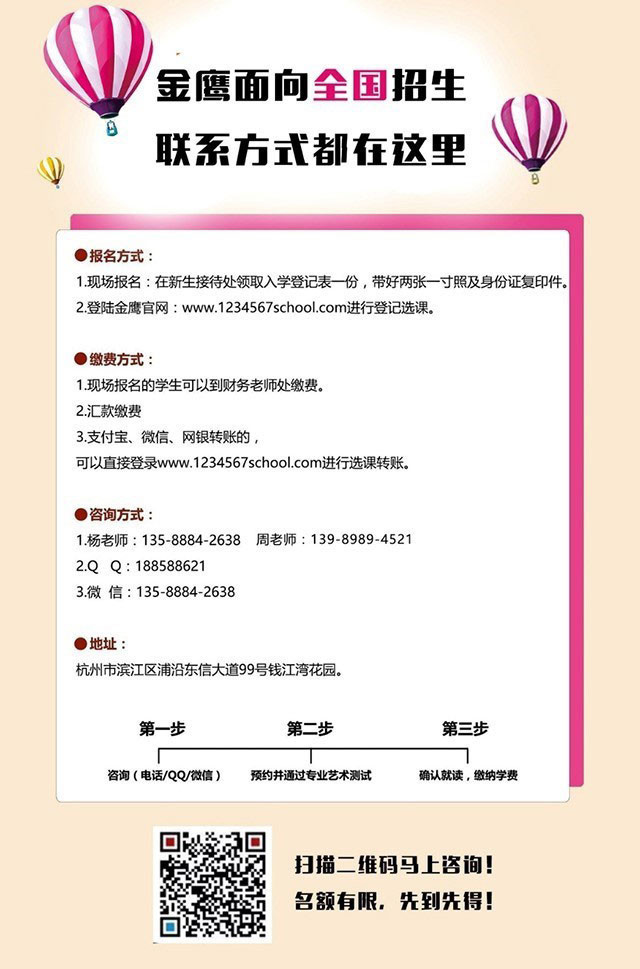 金鹰面向全国招生
联系方式都在这里
报名方式：
1.现场报名：在新生接待处领取入学登记表一份，带好两张一寸照及身份证复印件。
2.登陆金鹰官网：www.1234567school.com进行登记选课。
缴费方式：
1.现场报名的学生可以到财务老师处缴费。
2.汇款缴费
3.支付宝、微信、网银转账的，
可以直接登录www.1234567school.com进行选课转账。
咨询方式：
1.杨老师：135-8884-2638 周老师：139-8989-4521
2.Q Q：188588621
3.微 信：135-8884-2638
地址：
杭州市滨江区浦沿东信大道99号钱江湾花园。
第一步 第二步 第三步
咨询（电话/QQ/微信） 预约并通过专业艺术测试 确认就读，缴纳学费
扫描二维码马上咨询！
名额有限，先到先得！